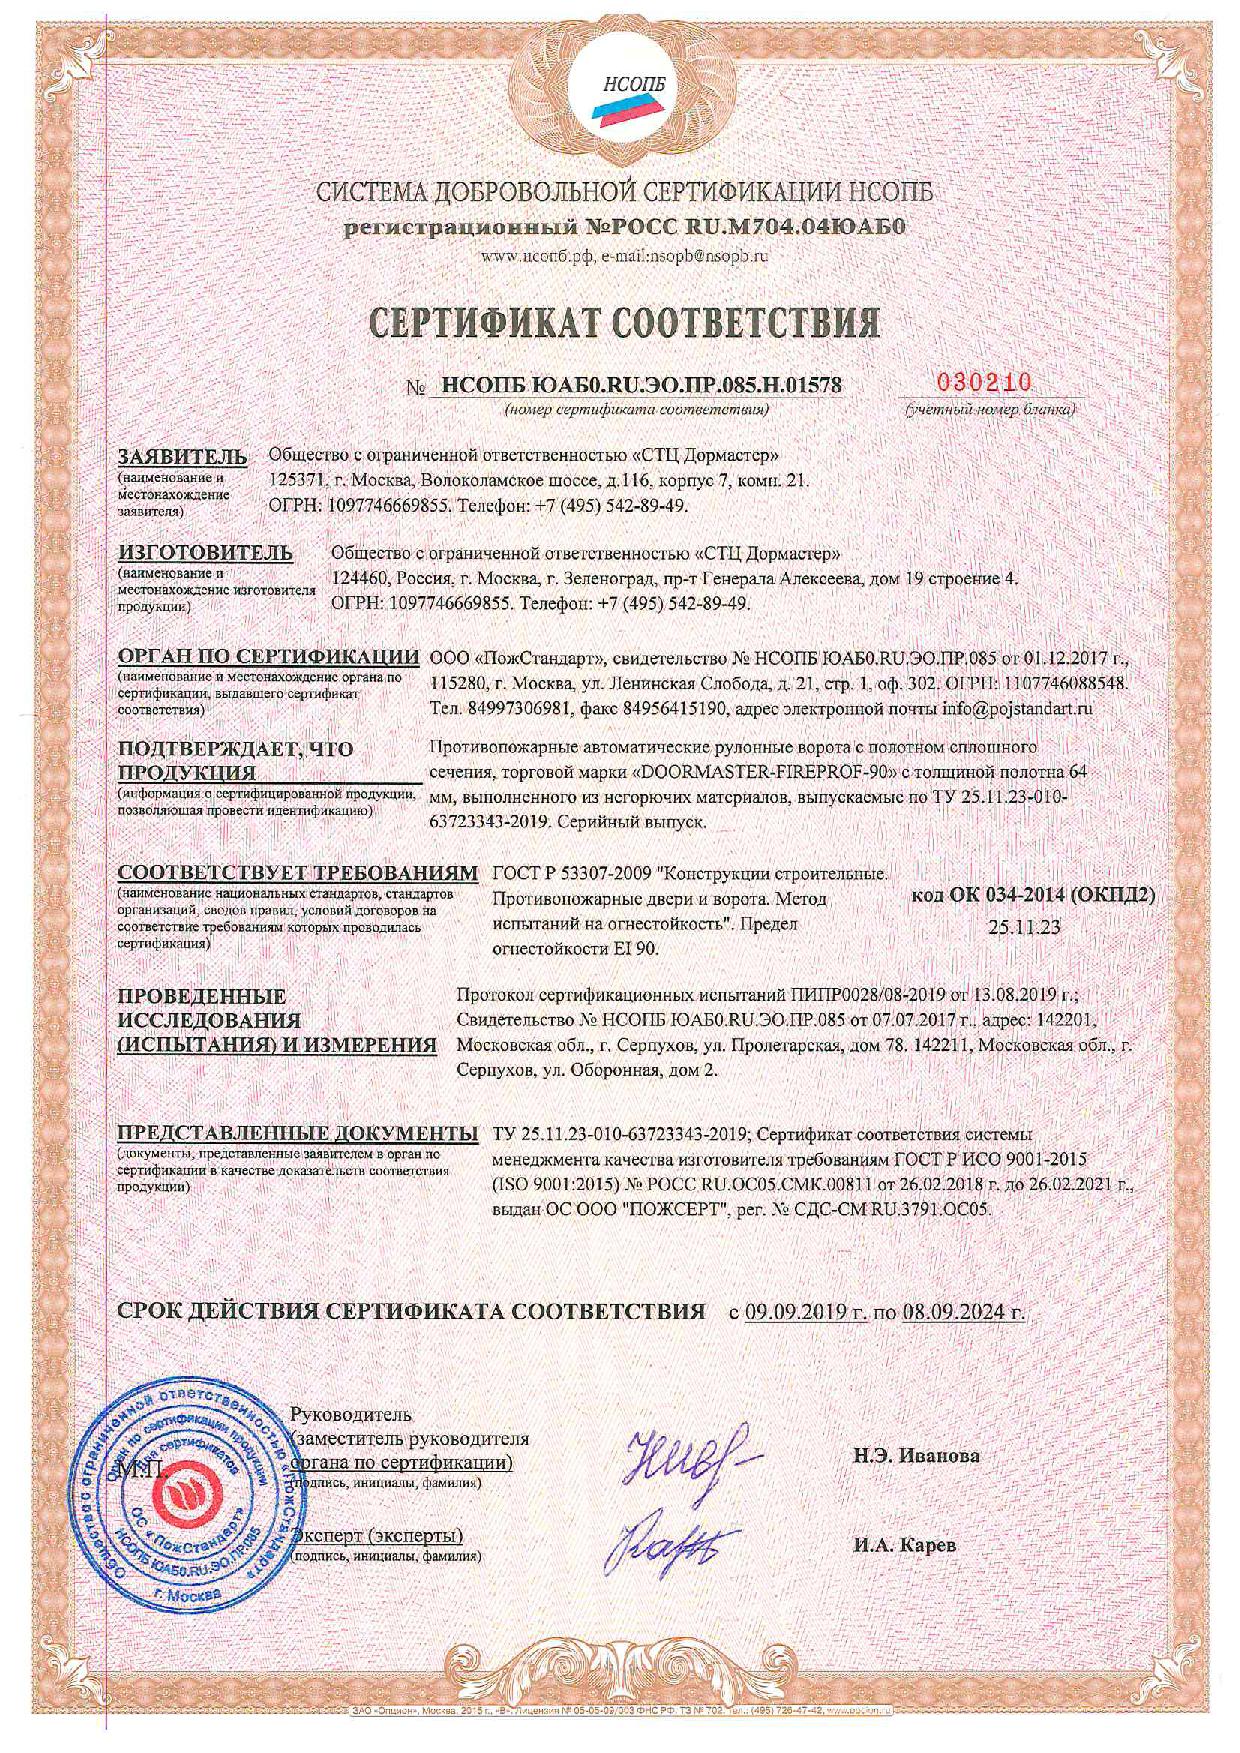 НСОПБ
СИСТЕМА ДОБРОВОЛЬНОЙ СЕРТИФИКАЦИИ НСОПБ
регистрационный №РОСС RU.М704.04ЮАБ0
www.нсопб.рф, e-mail:nsopb@nsopb.ru
СЕРТИФИКАТ СООТВЕТСТВИЯ
№ НСОПБ ЮАБ0.RU.ЭО.ПР.085.Н.01578
030210
(номер сертификата соответствия)
(учетный номер бланка)
ЗАЯВИТЕЛЬ
(наименование и
местонахождение
заявителя)
Общество с ограниченной ответственностью «СТЦ Дормастер»
125371, г. Москва, Волоколамское шоссе, д.116, корпус 7, комн. 21.
ОГРН: 1097746669855. Телефон: +7 (495) 542-89-49.
ИЗГОТОВИТЕЛЬ
(наименование и
местонахождение изготовителя
продукции)
Общество с ограниченной ответственностью «СТЦ Дормастер»
124460, Россия, г. Москва, г. Зеленоград, пр-т Генерала Алексеева, дом 19 строение 4.
ОГРН: 1097746669855. Телефон: +7 (495) 542-89-49.
ОРГАН ПО СЕРТИФИКАЦИИ
(наименование и местонахождение органа по
сертификации, выдавшего сертификат
соответствия)
ООО «ПожСтандарт», свидетельство № НСОПБ ЮАБ0.RU.ЭО.ПР.085 от 01.12.2017 г.,
115280, г. Москва, ул. Ленинская Слобода, д. 21, стр. 1, оф. 302. ОГРН: 1107746088548.
Тел. 84997306981, факс 84956415190, адрес электронной почты info@pojstandart.ru
ПОДТВЕРЖДАЕТ, ЧТО
ПРОДУКЦИЯ
(информация о сертифицированной продукции,
позволяющая провести идентификацию)
Противопожарные автоматические рулонные ворота с полотном сплошного
сечения, торговой марки «DOORMASTER-FIREPROF-90» с толщиной полотна 64
мм, выполненного из негорючих материалов, выпускаемые по ТУ 25.11.23-010-
63723343-2019. Серийный выпуск.
СООТВЕТСТВУЕТ ТРЕБОВАНИЯМ
(наименование национальных стандартов, стандартов
организаций, сводов правил, условий договоров на
соответствие требованиям которых проводилась
сертификация)
ГОСТ Р 53307-2009 "Конструкции строительные.
Противопожарные двери и ворота. Метод
испытаний на огнестойкость". Предел
огнестойкости EI 90.
код ОК 034-2014 (ОКПД2)
25.11.23
ПРОВЕДЕННЫЕ
ИССЛЕДОВАНИЯ
(ИСПЫТАНИЯ) И ИЗМЕРЕНИЯ
Протокол сертификационных испытаний ПИПР0028/08-2019 от 13.08.2019 г.;
Свидетельство № НСОПБ ЮАБ0.RU.ЭО.ПР.085 от 07.07.2017 г., адрес: 142201,
Московская обл., г. Серпухов, ул. Пролетарская, дом 78. 142211, Московская обл., г.
Серпухов, ул. Оборонная, дом 2.
ПРЕДСТАВЛЕННЫЕ ДОКУМЕНТЫ
(документы, представленные заявителем в орган по
сертификации в качестве доказательств соответствия
продукции)
ТУ 25.11.23-010-63723343-2019; Сертификат соответствия системы
менеджмента качества изготовителя требованиям ГОСТ Р ИСО 9001-2015
(ISO 9001:2015) № РОСС RU.ОС05.СМК.00811 от 26.02.2018 г. до 26.02.2021 г.,
выдан ОС ООО "ПОЖСЕРТ", рег. № СДС-СМ RU.3791.ОС05.
СРОК ДЕЙСТВИЯ СЕРТИФИКАТА СООТВЕТСТВИЯ с 09.09.2019 г. по 08.09.2024 г.
Руководитель
(заместитель руководителя
органа по сертификации)
(подпись, инициалы, фамилия)
Н.Э. Иванова
М.П.
Эксперт (эксперты)
(подпись, инициалы, фамилия)
И.А. Карев
Общество с ограниченной ответственностью «ПожСтандарт»
г. Москва
Орган по сертификации продукции
НСОПБ ЮАБ0.RU.ЭО.ПР.085
Для сертификатов
ОС «ПожСтандарт»
ЗАО «Опцион», Москва, 2015 г., «В». Лицензия № 05-05-09/003 ФНС РФ. ТЗ № 702. Тел.: (495) 726-47-42, www.opcion.ru